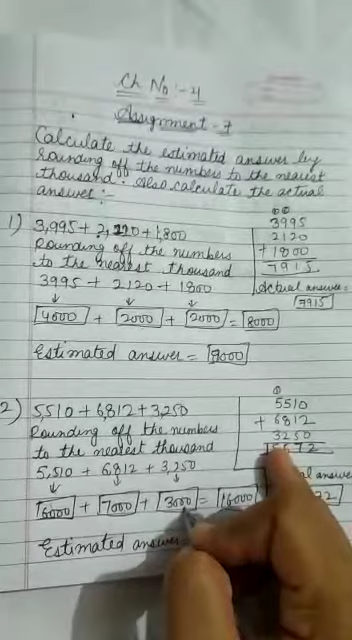 Ch No :- 4
Assignment - 7
Calculate the estimated answer by
Rounding off the numbers to the nearest
thousand. Also calculate the actual
answer :-
1) 3,995 + 2,120 + 1,800
Rounding off the numbers
to the nearest thousand
3995 + 2120 + 1800
4000 + 2000 + 2000 = 8000
Estimated answer = 8000
3995
2120
+ 1800
7915
Actual answer =
7915
2) 5510 + 6,812 + 3,250
Rounding off the numbers
to the nearest thousand
5,510 + 6,812 + 3,250
6000 + 7000 + 3000 = 16000
Estimated answer =
5510
+ 6812
3250
answer